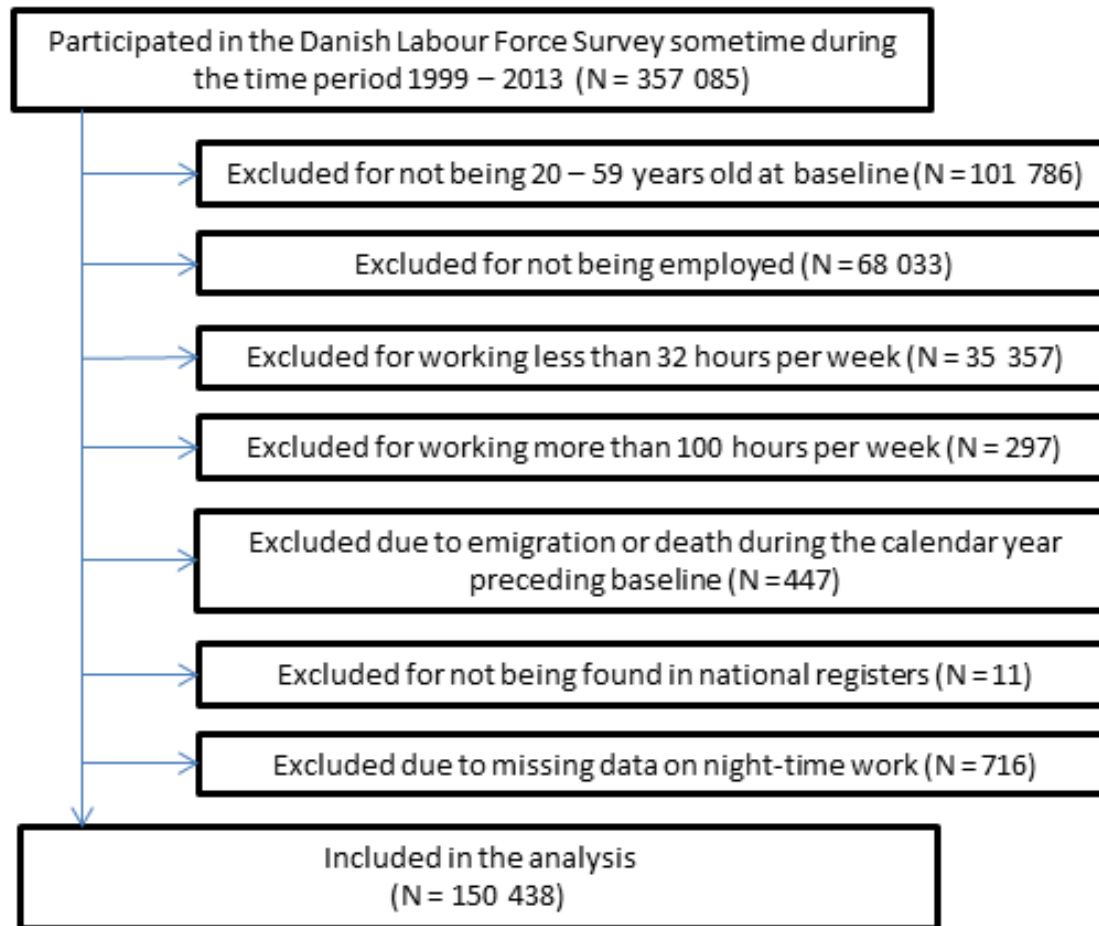 Participated in the Danish Labour Force Survey sometime during
the time period 1999 – 2013 (N = 357 085)
Excluded for not being 20 – 59 years old at baseline (N = 101 786)
Excluded for not being employed (N = 68 033)
Excluded for working less than 32 hours per week (N = 35 357)
Excluded for working more than 100 hours per week (N = 297)
Excluded due to emigration or death during the calendar year
preceding baseline (N = 447)
Excluded for not being found in national registers (N = 11)
Excluded due to missing data on night-time work (N = 716)
Included in the analysis
(N = 150 438)